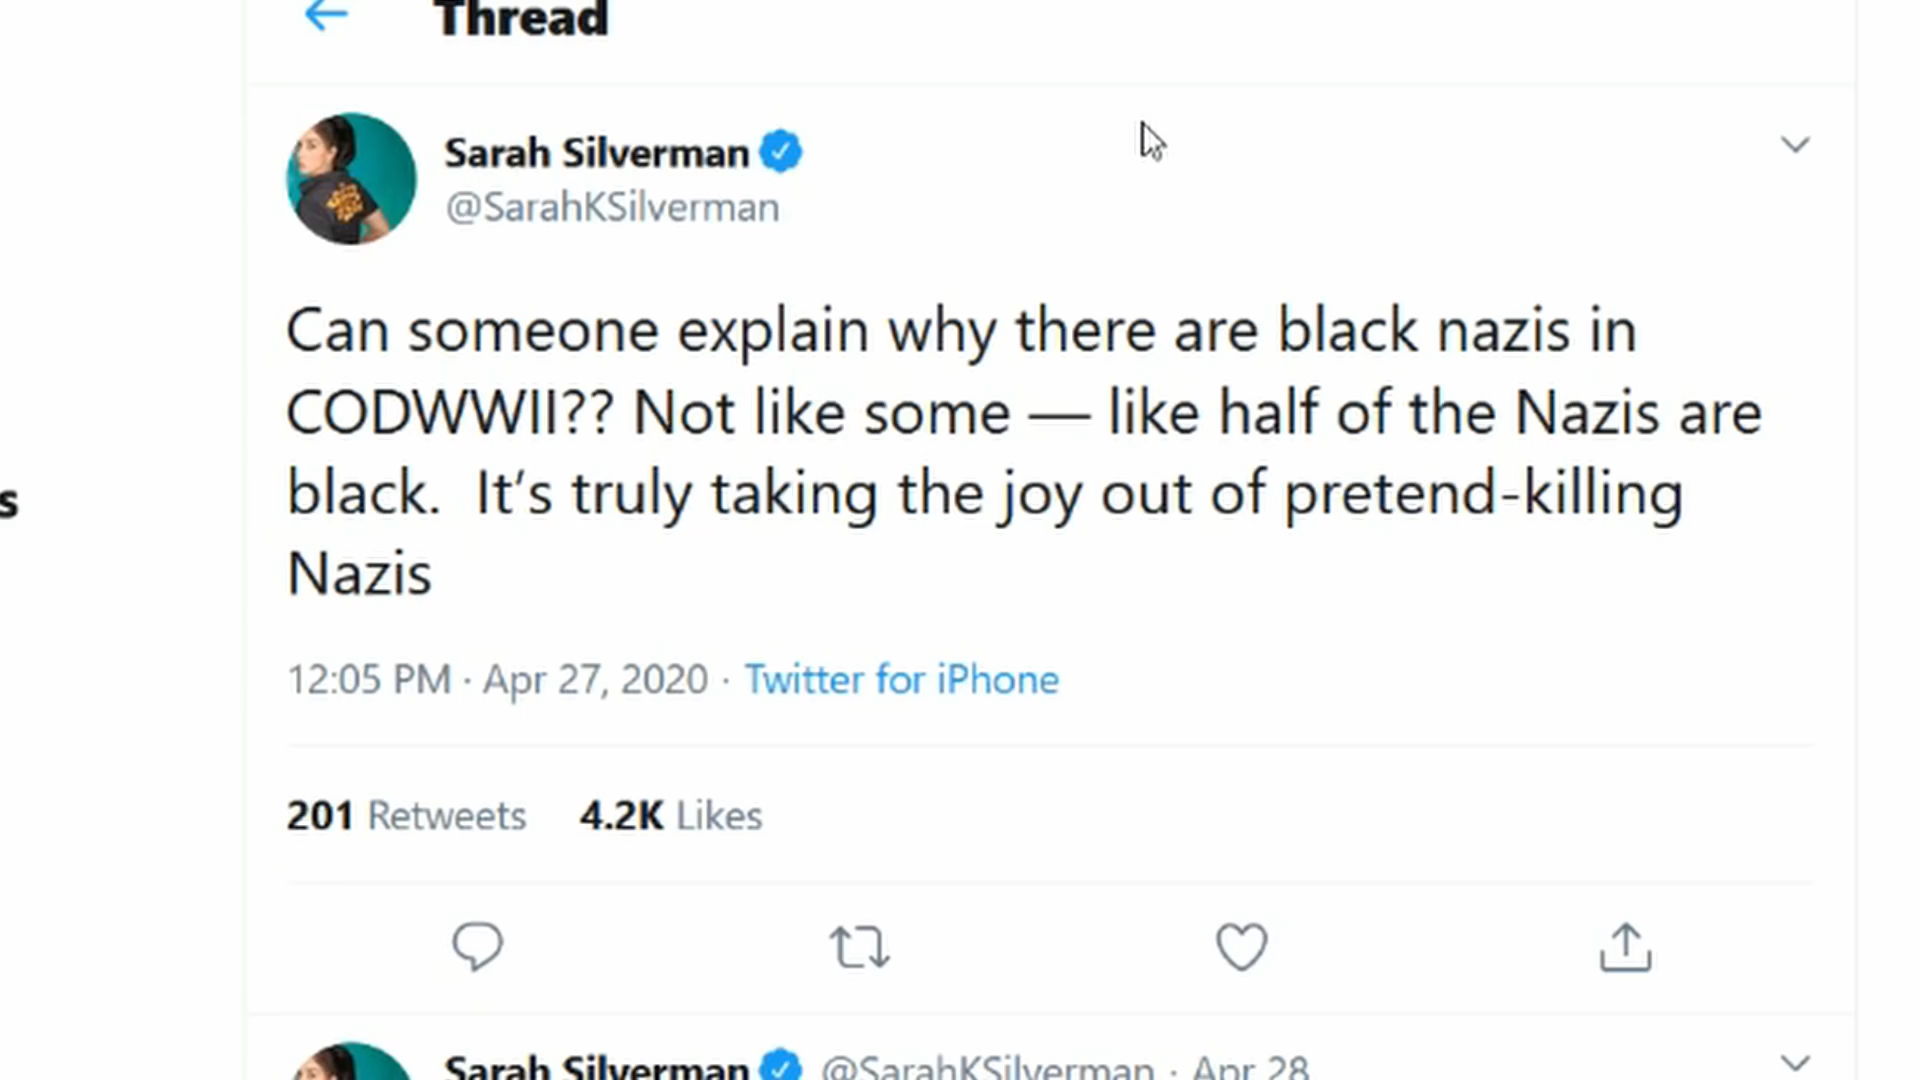 Thread
Sarah Silverman
@SarahKSilverman
Can someone explain why there are black nazis in
CODWWII?? Not like some — like half of the Nazis are
black.  It’s truly taking the joy out of pretend-killing
Nazis
s
12:05 PM · Apr 27, 2020 · Twitter for iPhone
201 Retweets 4.2K Likes
Sarah Silverman @SarahKSilverman · Apr 28